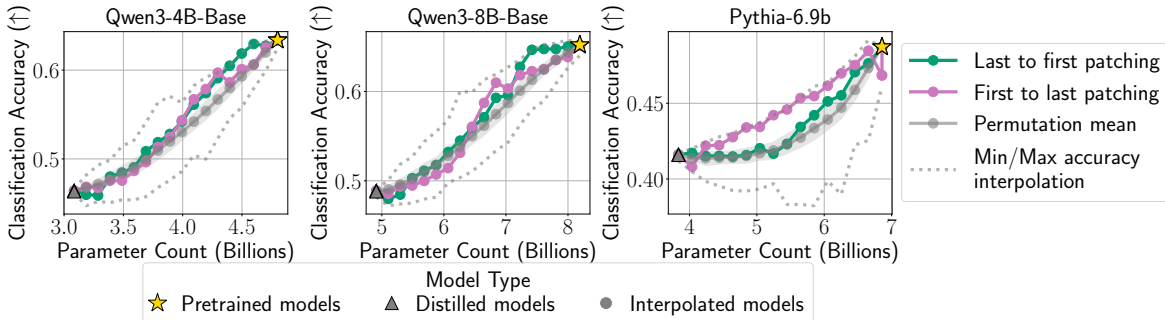 Qwen3-4B-Base
Classification Accuracy (↑)
0.6
0.5
3.0 3.5 4.0 4.5
Parameter Count (Billions)
Qwen3-8B-Base
Classification Accuracy (↑)
0.6
0.5
5 6 7 8
Parameter Count (Billions)
Pythia-6.9b
Classification Accuracy (↑)
0.45
0.40
4 5 6 7
Parameter Count (Billions)
Last to first patching
First to last patching
Permutation mean
Min/Max accuracy
interpolation
Model Type
Pretrained models Distilled models Interpolated models